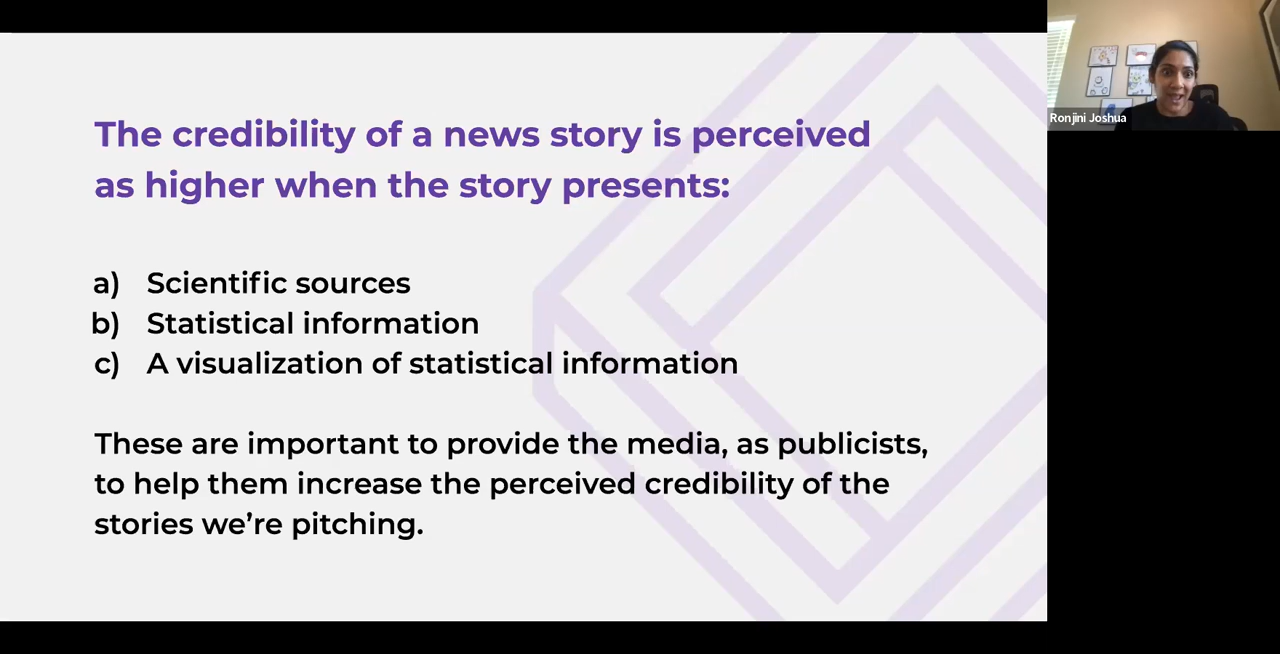 The credibility of a news story is perceived
as higher when the story presents:
a) Scientific sources
b) Statistical information
c) A visualization of statistical information
These are important to provide the media, as publicists,
to help them increase the perceived credibility of the
stories we’re pitching.
Ronjini Joshua